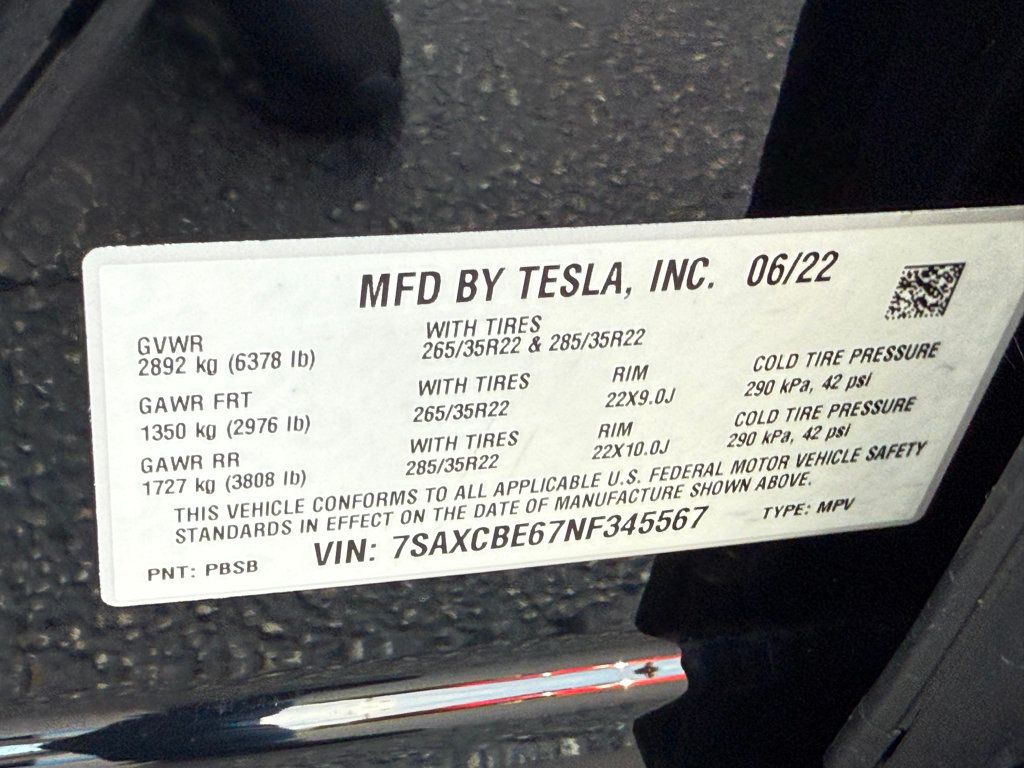 MFD BY TESLA, INC. 06/22
GVWR
2892 kg (6378 lb)
WITH TIRES
265/35R22 & 285/35R22
GAWR FRT
1350 kg (2976 lb)
WITH TIRES
265/35R22
RIM
22X9.0J
COLD TIRE PRESSURE
290 kPa, 42 psi
GAWR RR
1727 kg (3808 lb)
WITH TIRES
285/35R22
RIM
22X10.0J
COLD TIRE PRESSURE
290 kPa, 42 psi
THIS VEHICLE CONFORMS TO ALL APPLICABLE U.S. FEDERAL MOTOR VEHICLE SAFETY
STANDARDS IN EFFECT ON THE DATE OF MANUFACTURE SHOWN ABOVE.
PNT: PBSB
VIN: 7SAXCBE67NF345567
TYPE: MPV